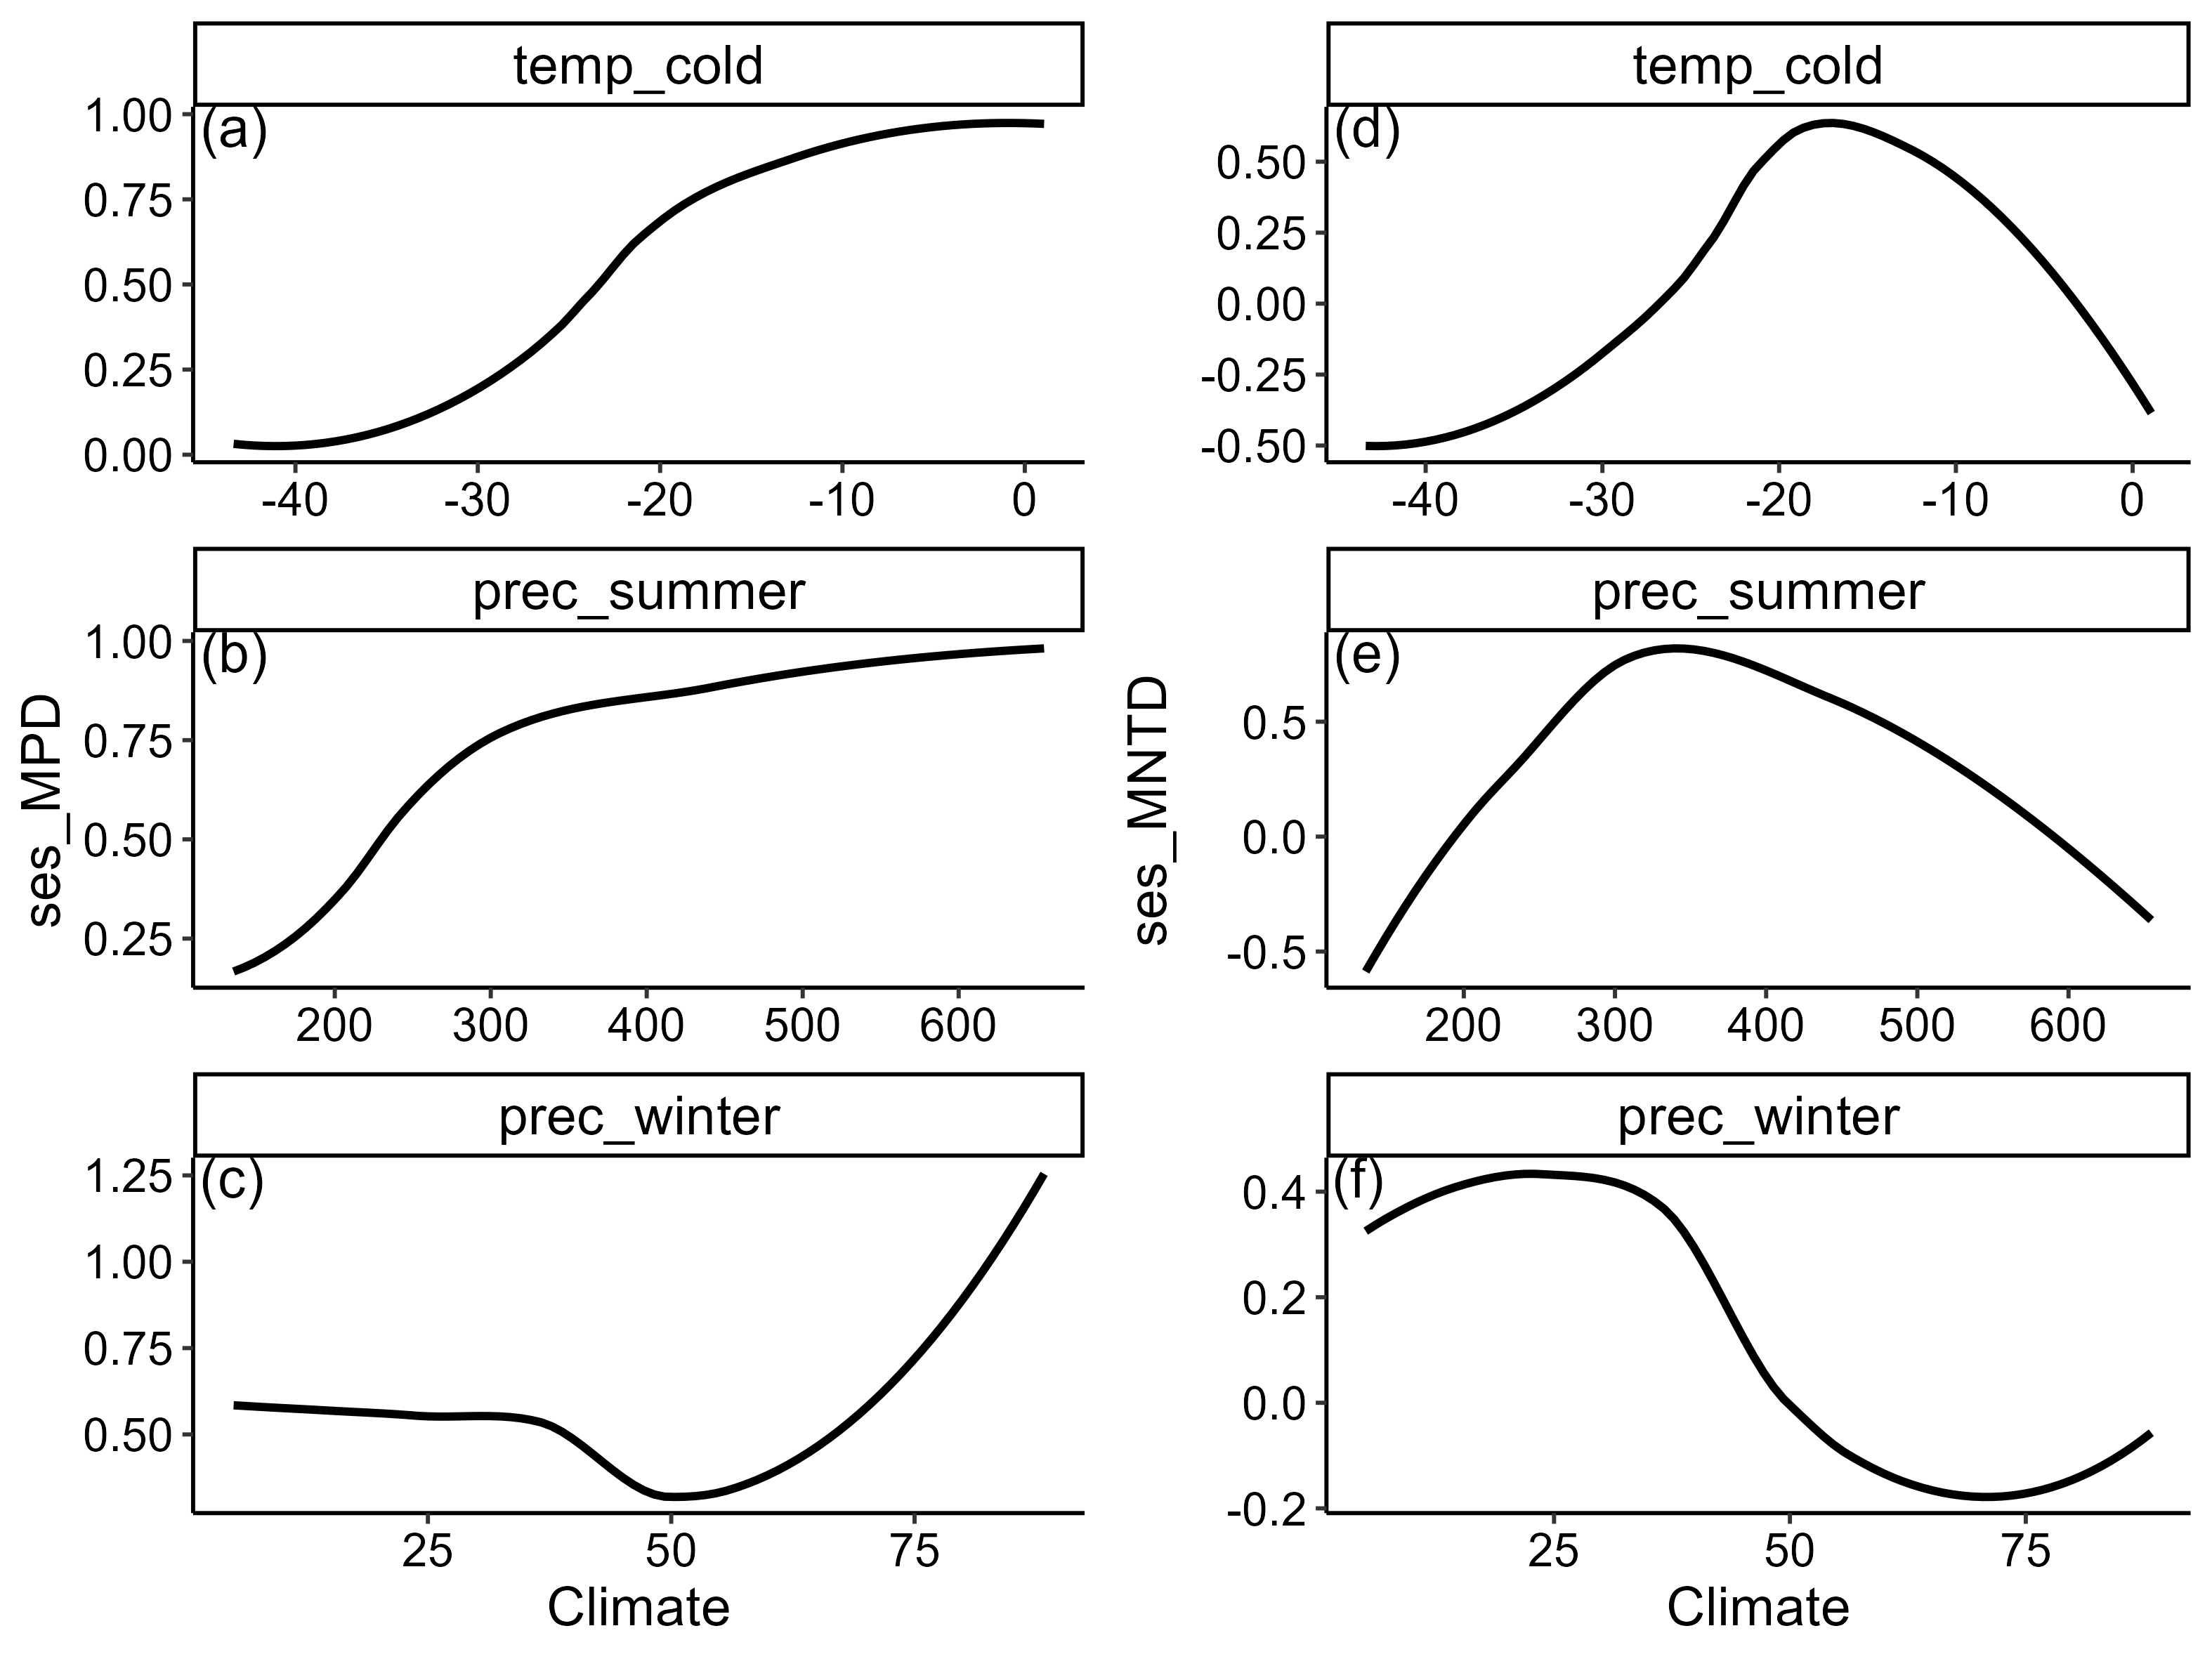 temp_cold
(a)
1.00
0.75
0.50
0.25
0.00
-40 -30 -20 -10 0
prec_summer
(b)
1.00
0.75
0.50
0.25
200 300 400 500 600
prec_winter
(c)
1.25
1.00
0.75
0.50
25 50 75
ses_MPD
Climate
temp_cold
(d)
0.50
0.25
0.00
-0.25
-0.50
-40 -30 -20 -10 0
prec_summer
(e)
0.5
0.0
-0.5
200 300 400 500 600
prec_winter
(f)
0.4
0.2
0.0
-0.2
25 50 75
ses_MNTD
Climate